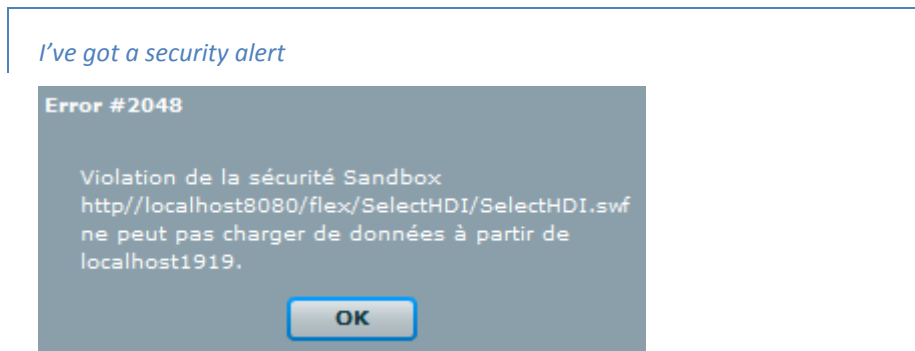 I’ve got a security alert
Error #2048
Violation de la sécurité Sandbox
http//localhost8080/flex/SelectHDI/SelectHDI.swf
ne peut pas charger de données à partir de
localhost1919.
OK